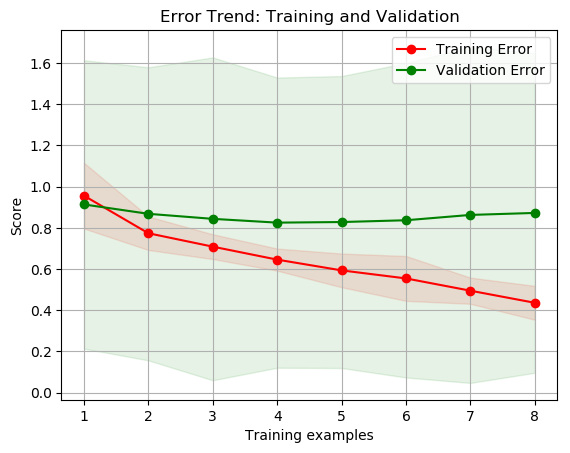 Error Trend: Training and Validation
Training Error
Validation Error
Score
1.6
1.4
1.2
1.0
0.8
0.6
0.4
0.2
0.0
1 2 3 4 5 6 7 8
Training examples